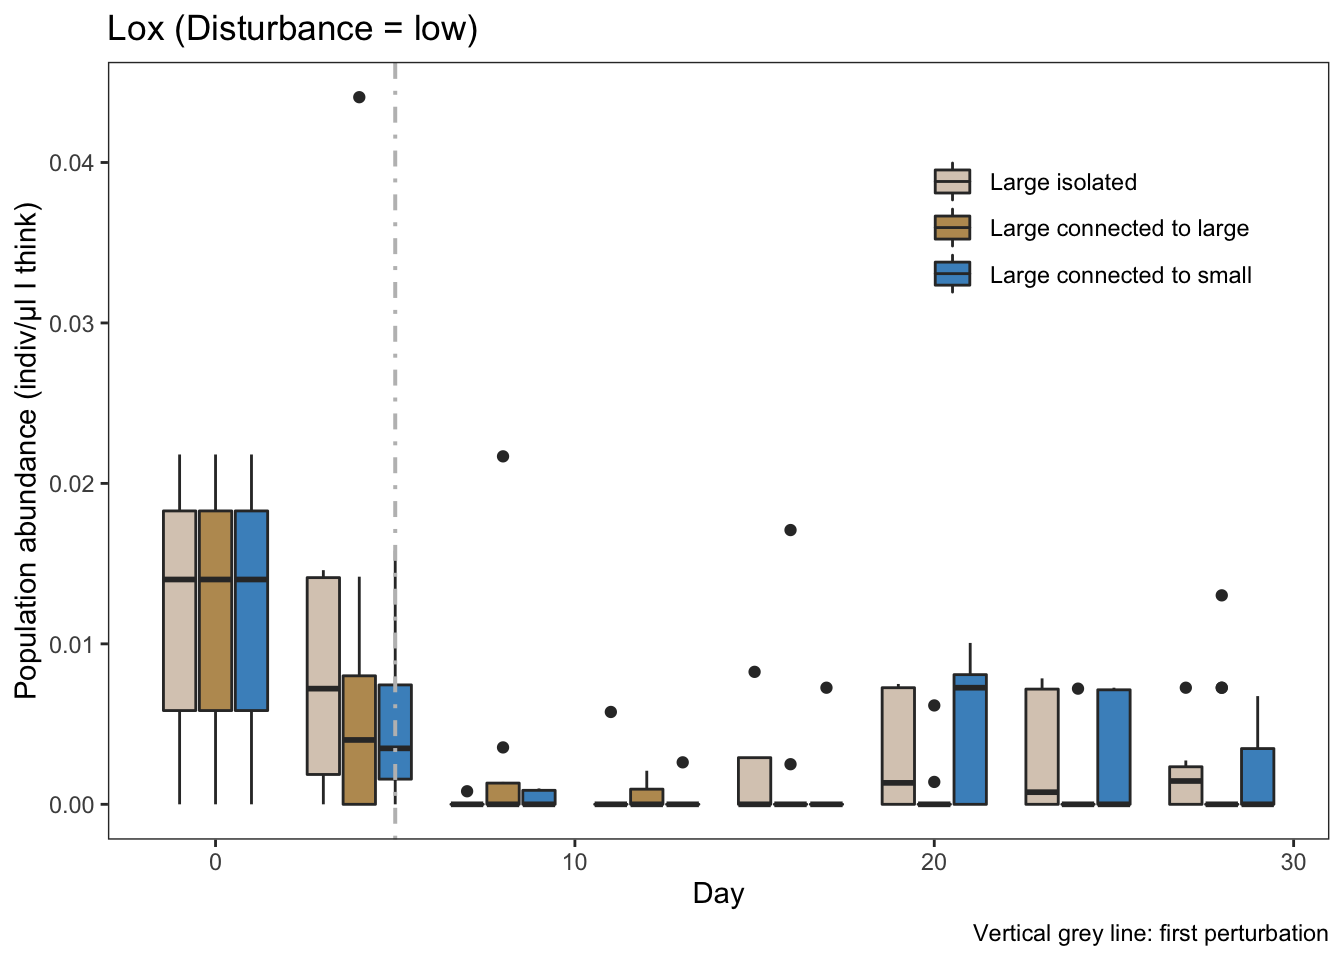 Lox (Disturbance = low)
Population abundance (indiv/μl I think)
0.04
0.03
0.02
0.01
0.00
Large isolated
Large connected to large
Large connected to small
0
10
20
30
Day
Vertical grey line: first perturbation